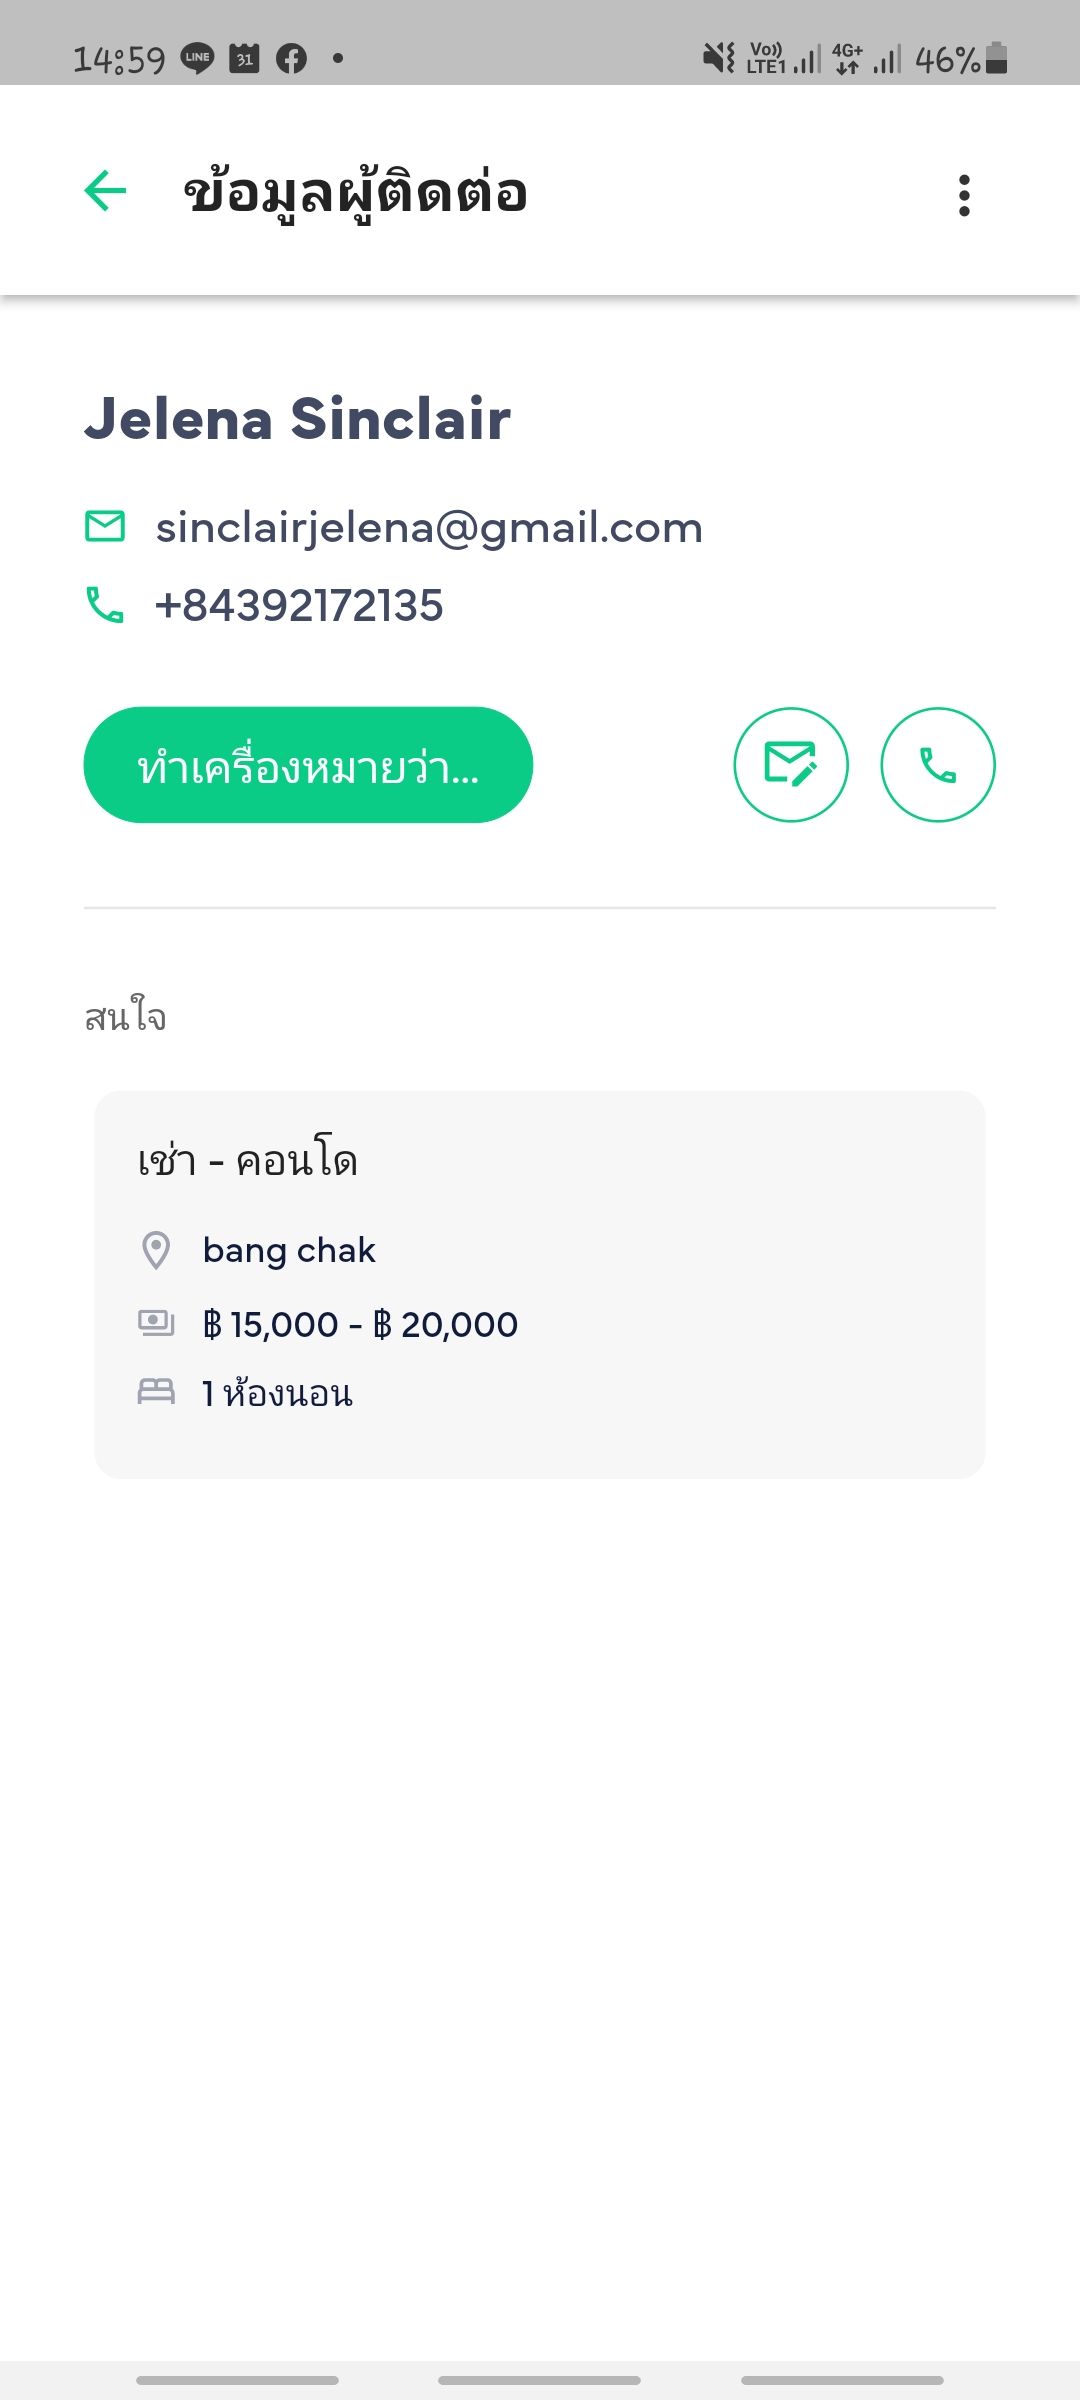 14:59 LINE 31 Vo)) LTE1 4G+ 46%
ข้อมูลผู้ติดต่อ
Jelena Sinclair
sinclairjelena@gmail.com
+84392172135
ทำเครื่องหมายว่า...
สนใจ
เช่า - คอนโด
bang chak
฿ 15,000 - ฿ 20,000
1 ห้องนอน